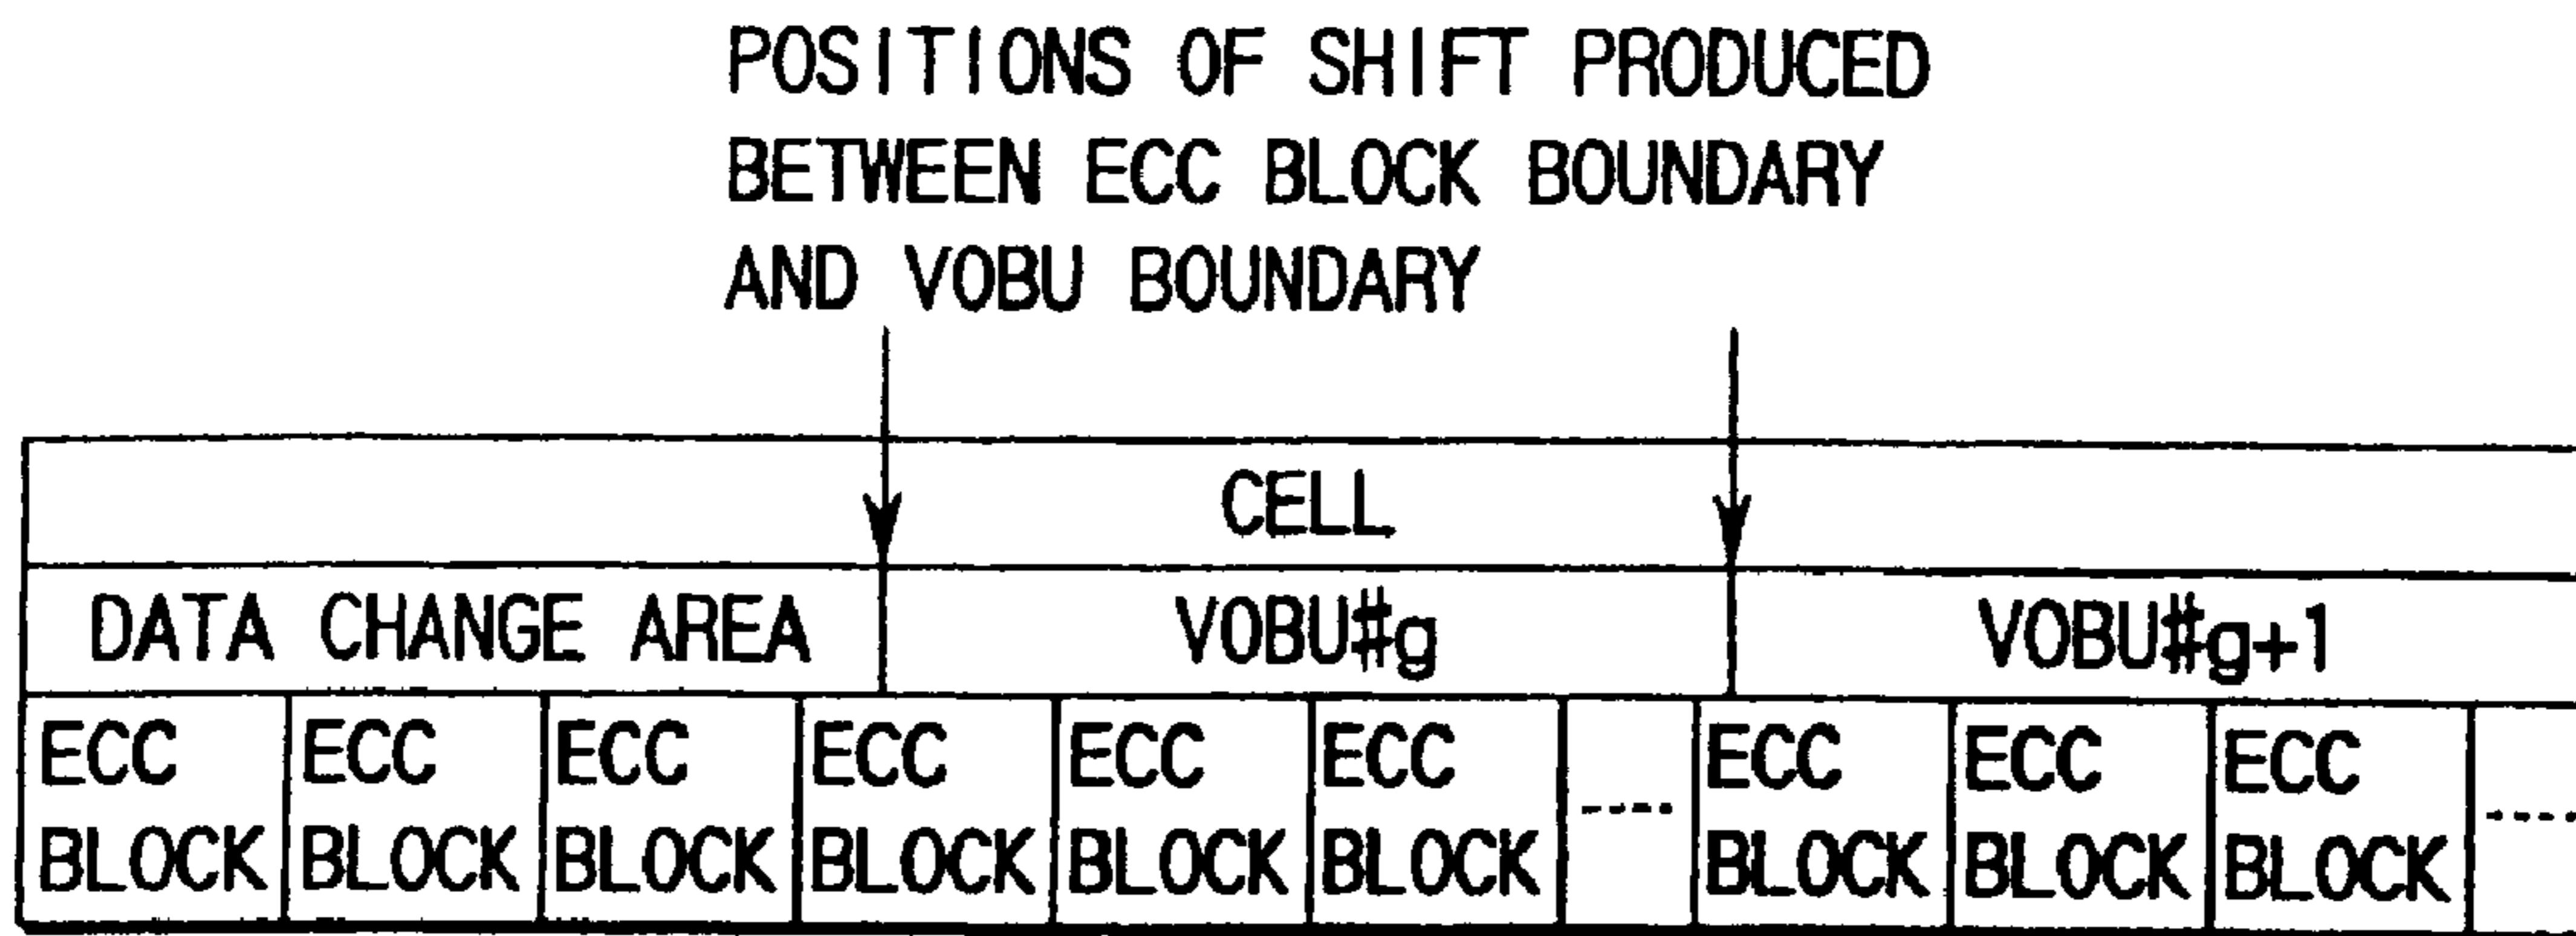 POSITIONS OF SHIFT PRODUCED
BETWEEN ECC BLOCK BOUNDARY
AND VOBU BOUNDARY
CELL
DATA CHANGE AREA VOBU#g VOBU#g+1
ECC ECC ECC ECC ECC ECC ---- ECC ECC ECC ----
BLOCK BLOCK BLOCK BLOCK BLOCK BLOCK BLOCK BLOCK BLOCK